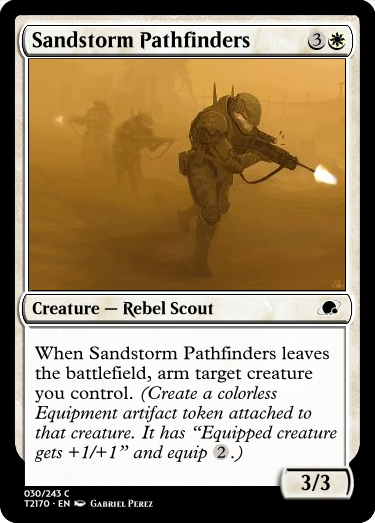 Sandstorm Pathfinders 3
Creature — Rebel Scout
When Sandstorm Pathfinders leaves
the battlefield, arm target creature
you control. (Create a colorless
Equipment artifact token attached to
that creature. It has “Equipped creature
gets +1/+1” and equip 2.)
3/3
030/243 C
T2170 • EN Gabriel Perez